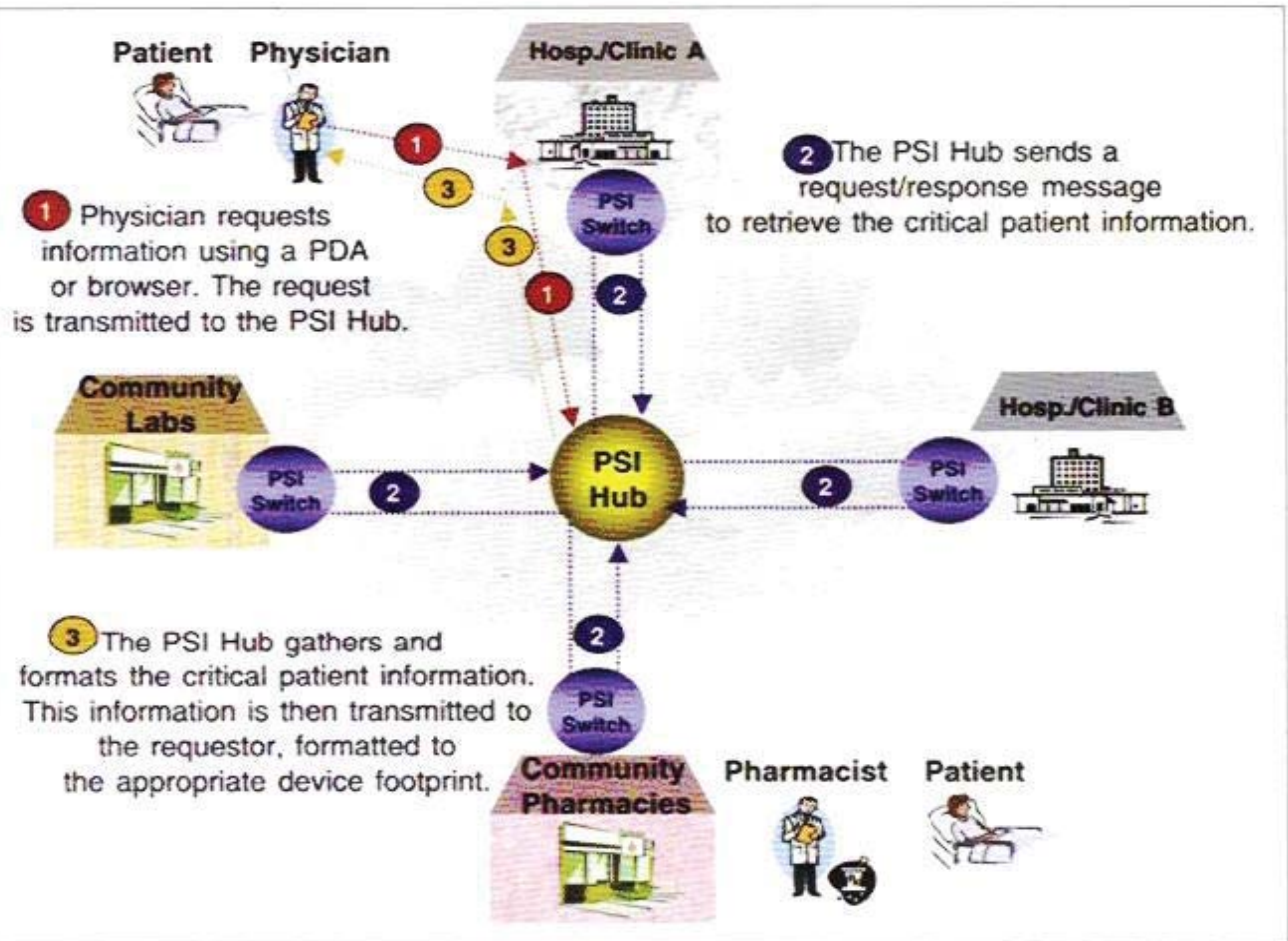 Patient Physician
Hosp./Clinic A
1
3
3
1
PSI
Switch
2
2 The PSI Hub sends a
request/response message
to retrieve the critical patient information.
1 Physician requests
information using a PDA
or browser. The request
is transmitted to the PSI Hub.
Community
Labs
PSI
Switch
2
PSI
Hub
2
PSI
Switch
Hosp./Clinic B
3 The PSI Hub gathers and
formats the critical patient information.
This information is then transmitted to
the requestor, formatted to
the appropriate device footprint.
2
PSI
Switch
Community
Pharmacies
Pharmacist Patient